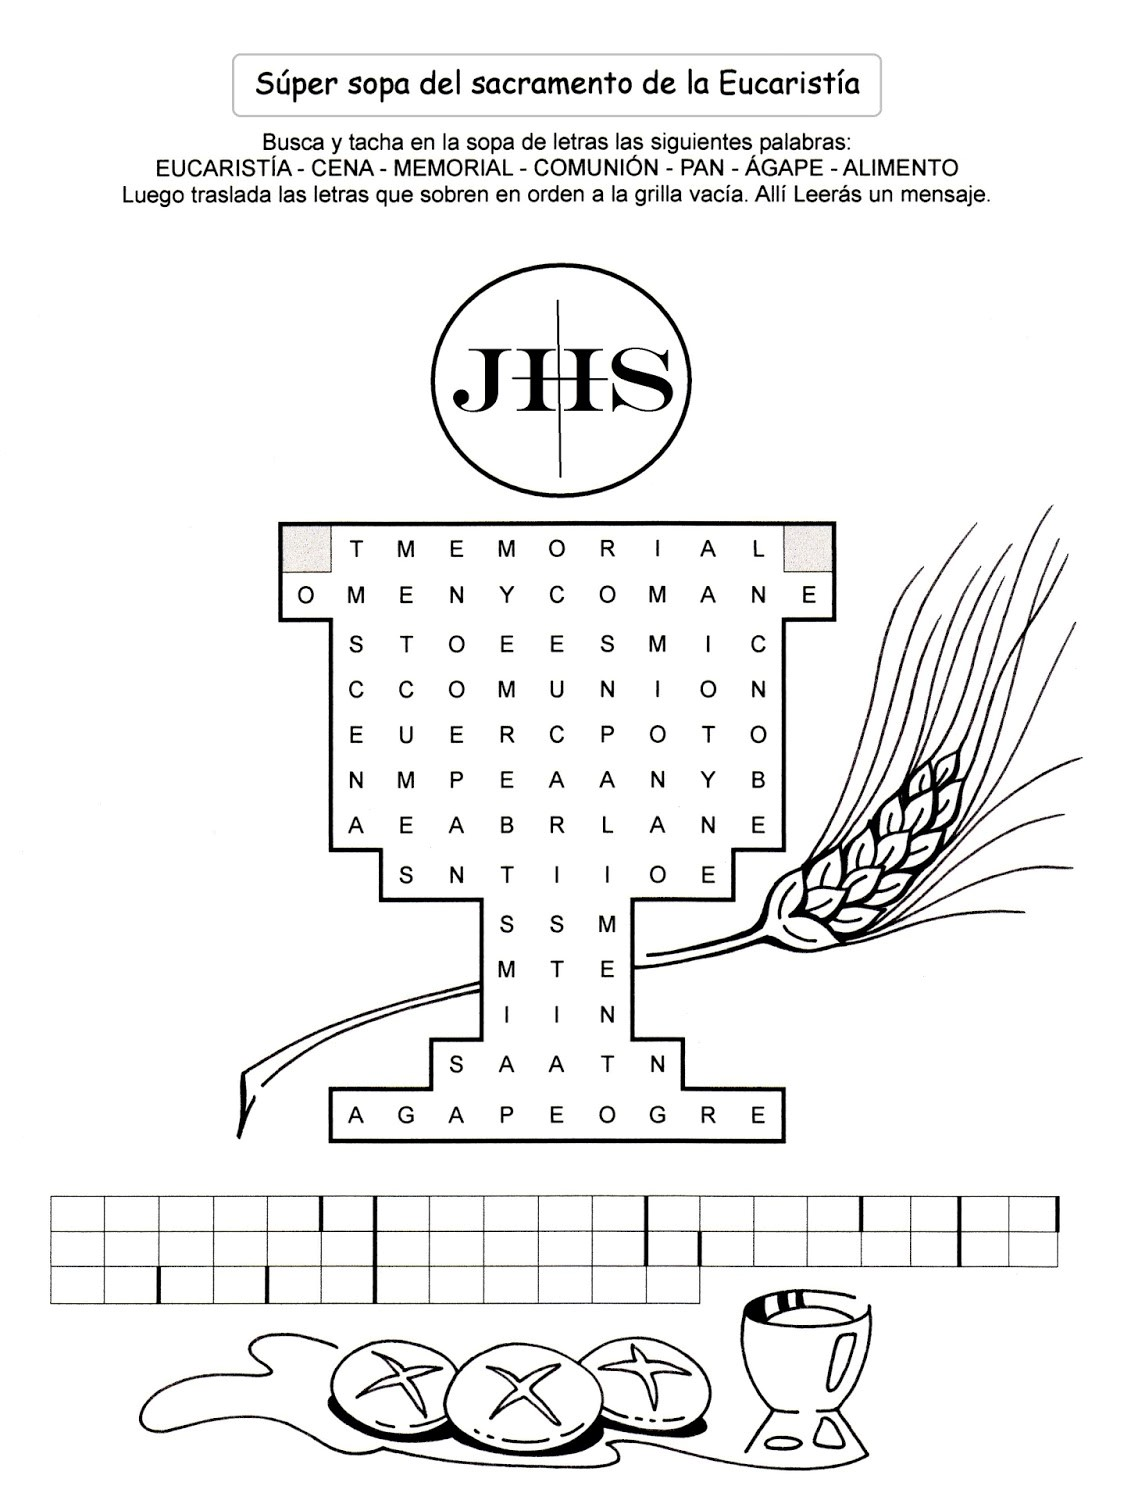 Súper sopa del sacramento de la Eucaristía
Busca y tacha en la sopa de letras las siguientes palabras:
EUCARISTÍA - CENA - MEMORIAL - COMUNIÓN - PAN - ÁGAPE - ALIMENTO
Luego traslada las letras que sobren en orden a la grilla vacía. Allí Leerás un mensaje.
JHS
T M E M O R I A L
O M E N Y C O M A N E
S T O E E S M I C
C C O M U N I O N
E U E R C P O T O
N M P E A A N Y B
A E A B R L A N E
S N T I I O E
S S M
M T E
I I N
S A A T N
A G A P E O G R E